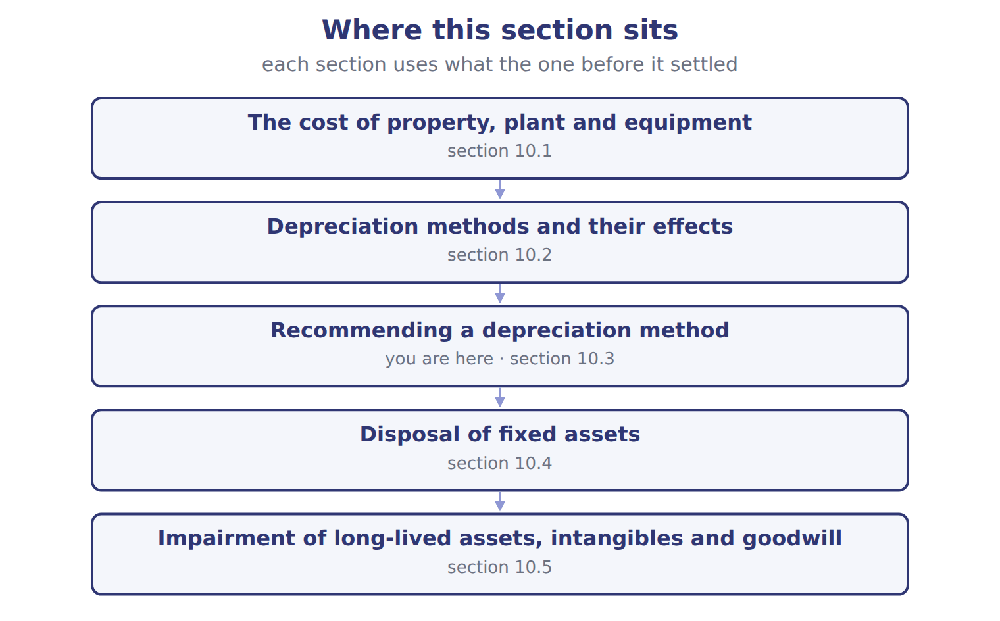 Where this section sits
each section uses what the one before it settled
The cost of property, plant and equipment
section 10.1
Depreciation methods and their effects
section 10.2
Recommending a depreciation method
you are here · section 10.3
Disposal of fixed assets
section 10.4
Impairment of long-lived assets, intangibles and goodwill
section 10.5